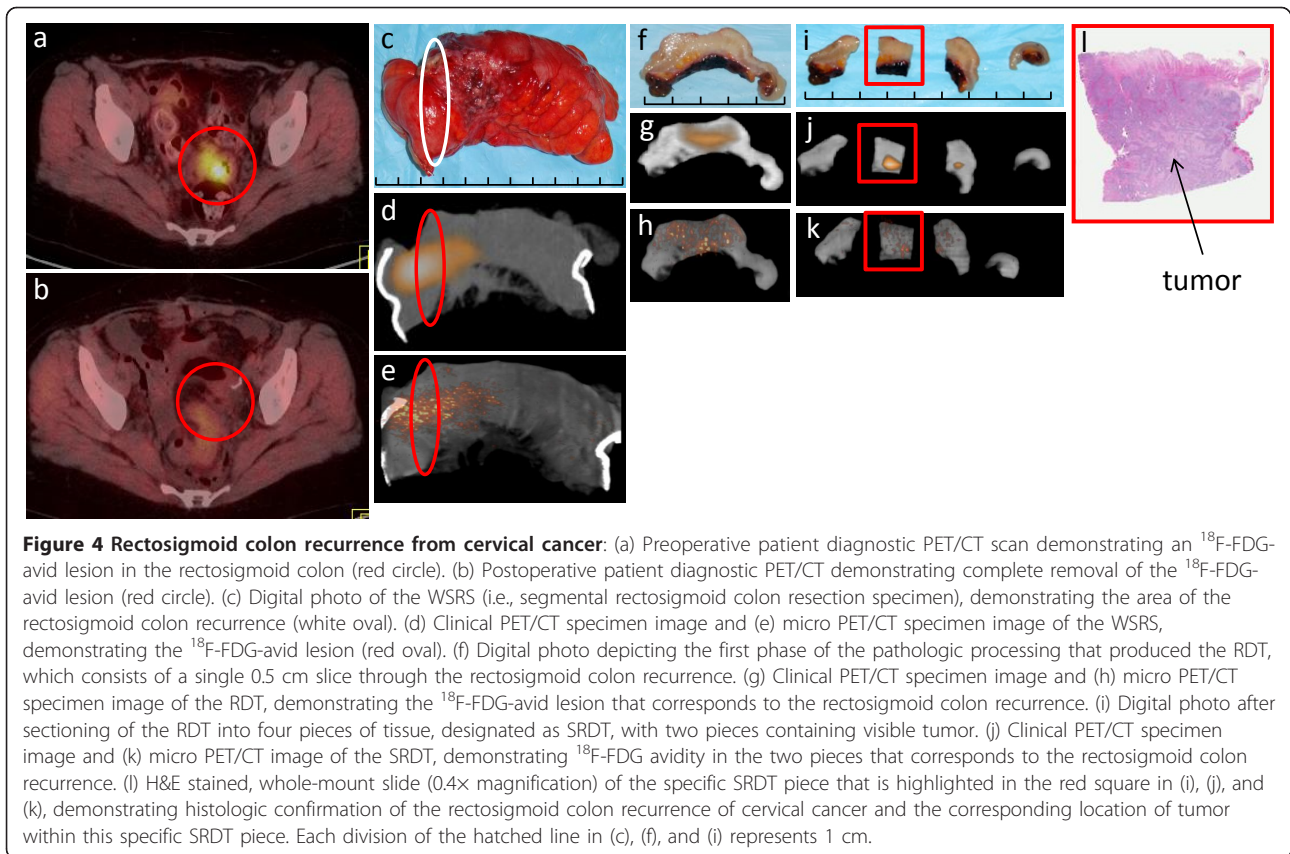 a
b
c
d
e
f
g
h
i
j
k
l
tumor
Figure 4 Rectosigmoid colon recurrence from cervical cancer: (a) Preoperative patient diagnostic PET/CT scan demonstrating an ¹⁸F-FDG-
avid lesion in the rectosigmoid colon (red circle). (b) Postoperative patient diagnostic PET/CT demonstrating complete removal of the ¹⁸F-FDG-
avid lesion (red circle). (c) Digital photo of the WSRS (i.e., segmental rectosigmoid colon resection specimen), demonstrating the area of the
rectosigmoid colon recurrence (white oval). (d) Clinical PET/CT specimen image and (e) micro PET/CT specimen image of the WSRS,
demonstrating the ¹⁸F-FDG-avid lesion (red oval). (f) Digital photo depicting the first phase of the pathologic processing that produced the RDT,
which consists of a single 0.5 cm slice through the rectosigmoid colon recurrence. (g) Clinical PET/CT specimen image and (h) micro PET/CT
specimen image of the RDT, demonstrating the ¹⁸F-FDG-avid lesion that corresponds to the rectosigmoid colon recurrence. (i) Digital photo after
sectioning of the RDT into four pieces of tissue, designated as SRDT, with two pieces containing visible tumor. (j) Clinical PET/CT specimen
image and (k) micro PET/CT image of the SRDT, demonstrating ¹⁸F-FDG avidity in the two pieces that corresponds to the rectosigmoid colon
recurrence. (l) H&E stained, whole-mount slide (0.4× magnification) of the specific SRDT piece that is highlighted in the red square in (i), (j), and
(k), demonstrating histologic confirmation of the rectosigmoid colon recurrence of cervical cancer and the corresponding location of tumor
within this specific SRDT piece. Each division of the hatched line in (c), (f), and (i) represents 1 cm.